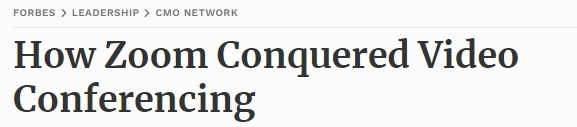 FORBES > LEADERSHIP > CMO NETWORK
How Zoom Conquered Video
Conferencing